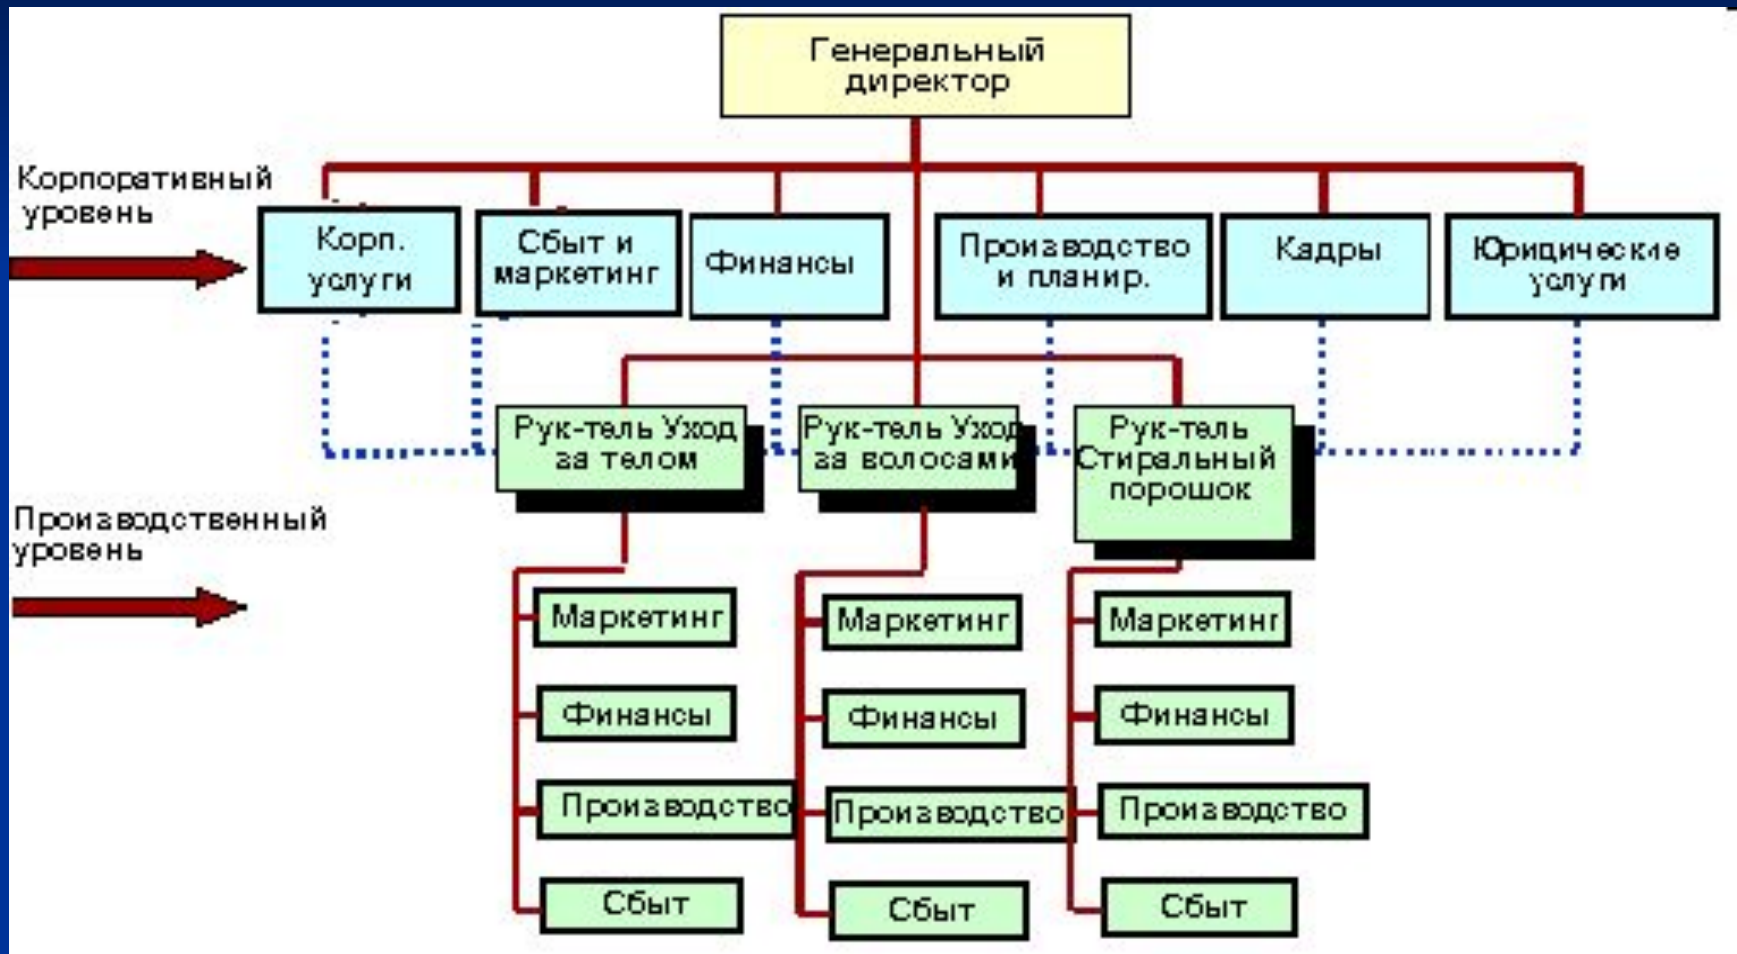 Генеральный
директор
Корпоративный
уровень
Корп.
услуги
Сбыт и
маркетинг
Финансы
Производство
и планир.
Кадры
Юридические
услуги
Рук-тель Уход
за телом
Рук-тель Уход
за волосами
Рук-тель
Стиральный
порошок
Производственный
уровень
Маркетинг
Финансы
Производство
Сбыт
Маркетинг
Финансы
Производство
Сбыт
Маркетинг
Финансы
Производство
Сбыт